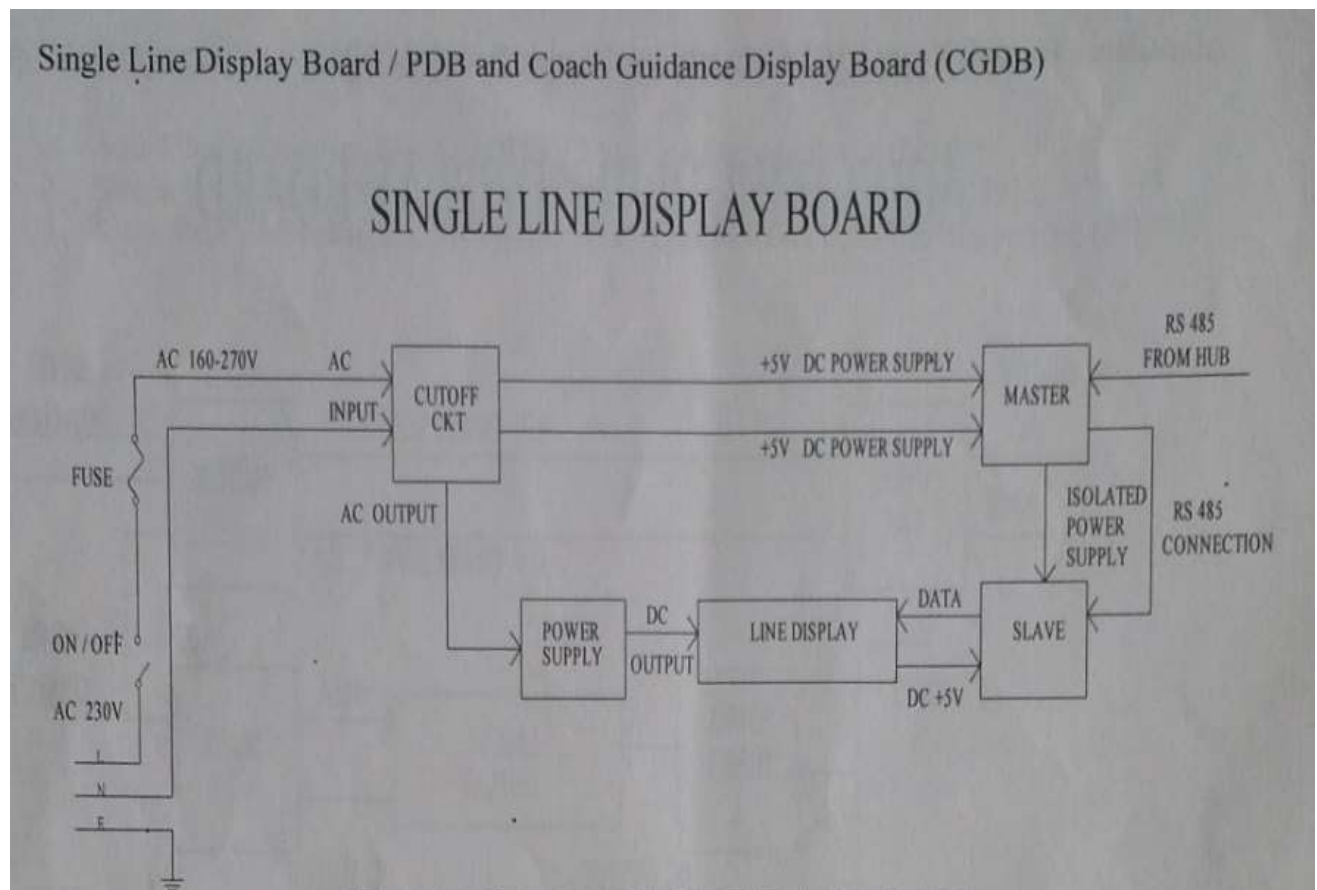 Single Line Display Board / PDB and Coach Guidance Display Board (CGDB)
SINGLE LINE DISPLAY BOARD
RS 485
FROM HUB
AC 160-270V
AC
INPUT
CUTOFF
CKT
+5V DC POWER SUPPLY
+5V DC POWER SUPPLY
MASTER
FUSE
AC OUTPUT
ISOLATED
POWER
SUPPLY
RS 485
CONNECTION
ON / OFF
AC 230V
POWER
SUPPLY
DC
OUTPUT
LINE DISPLAY
DATA
DC +5V
SLAVE
L
N
E